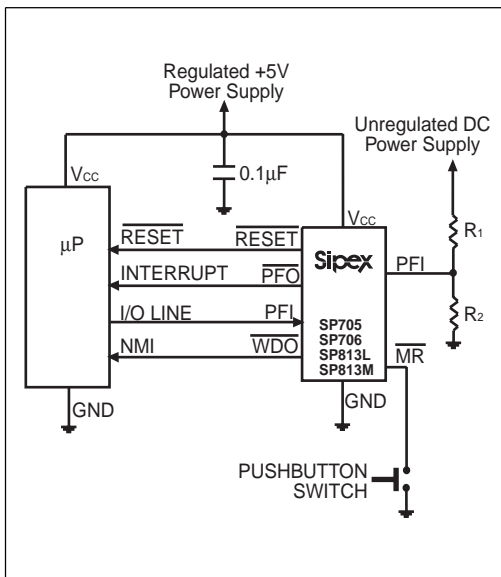 Regulated +5V
Power Supply
Unregulated DC
Power Supply
VCC
0.1µF
VCC
µP
RESET
RESET
Sipex
PFI
R1
INTERRUPT
PFO
I/O LINE
PFI
R2
NMI
WDO
SP705
SP706
SP813L
SP813M
MR
GND
GND
PUSHBUTTON
SWITCH